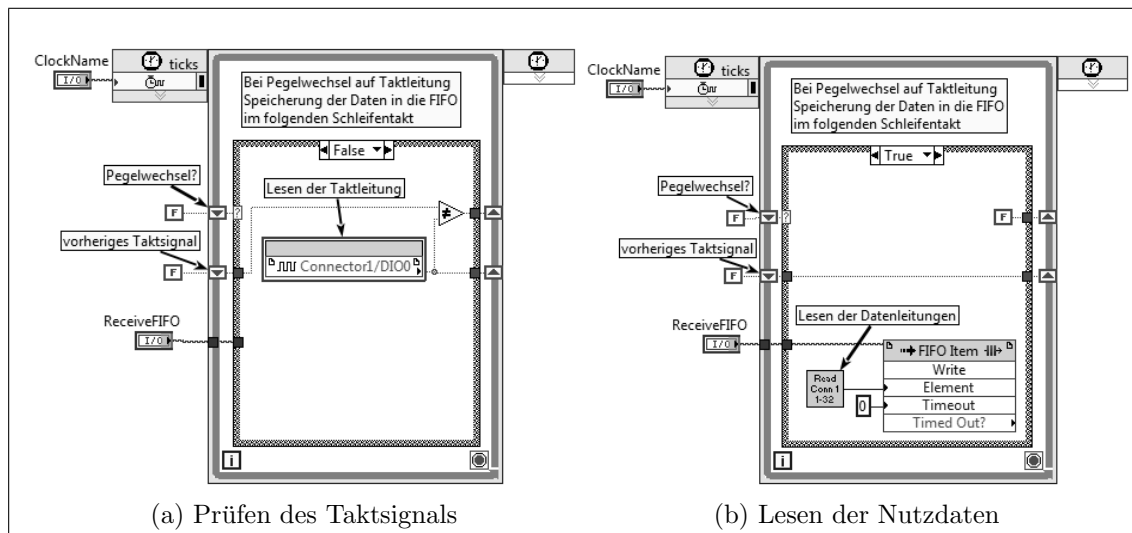 ClockName
I/O
ticks
Bei Pegelwechsel auf Taktleitung
Speicherung der Daten in die FIFO
im folgenden Schleifentakt
False
Pegelwechsel?
Lesen der Taktleitung
F
?
≠
vorheriges Taktsignal
F
Connector1/DIO0
ReceiveFIFO
I/O
i
(a) Prüfen des Taktsignals
ClockName
I/O
ticks
Bei Pegelwechsel auf Taktleitung
Speicherung der Daten in die FIFO
im folgenden Schleifentakt
True
Pegelwechsel?
F
?
F
vorheriges Taktsignal
F
Lesen der Datenleitungen
ReceiveFIFO
I/O
FIFO Item
Write
Read
Conn 1
1-32
Element
0
Timeout
Timed Out?
i
(b) Lesen der Nutzdaten